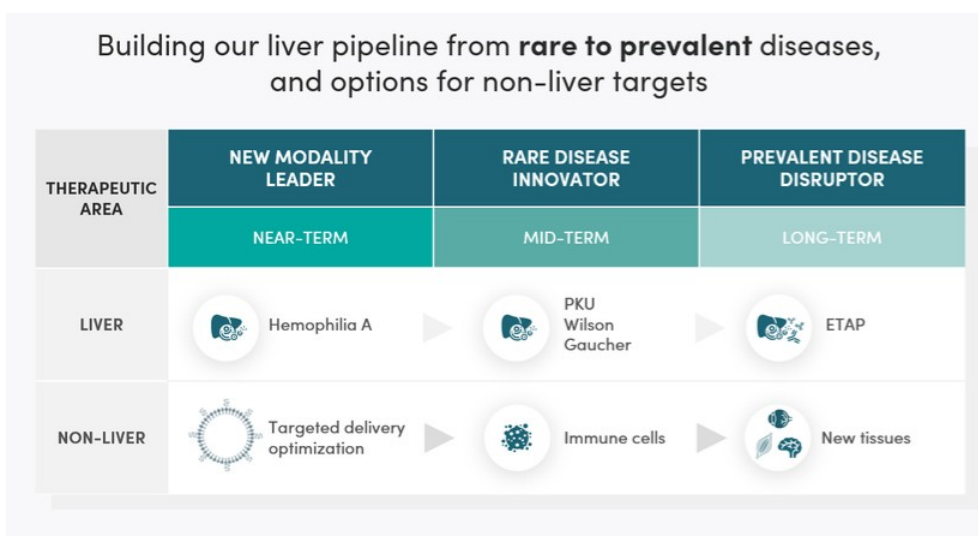 Building our liver pipeline from rare to prevalent diseases,
and options for non-liver targets
THERAPEUTIC
AREA
NEW MODALITY
LEADER
RARE DISEASE
INNOVATOR
PREVALENT DISEASE
DISRUPTOR
NEAR-TERM
MID-TERM
LONG-TERM
LIVER
Hemophilia A
PKU
Wilson
Gaucher
ETAP
NON-LIVER
Targeted delivery
optimization
Immune cells
New tissues